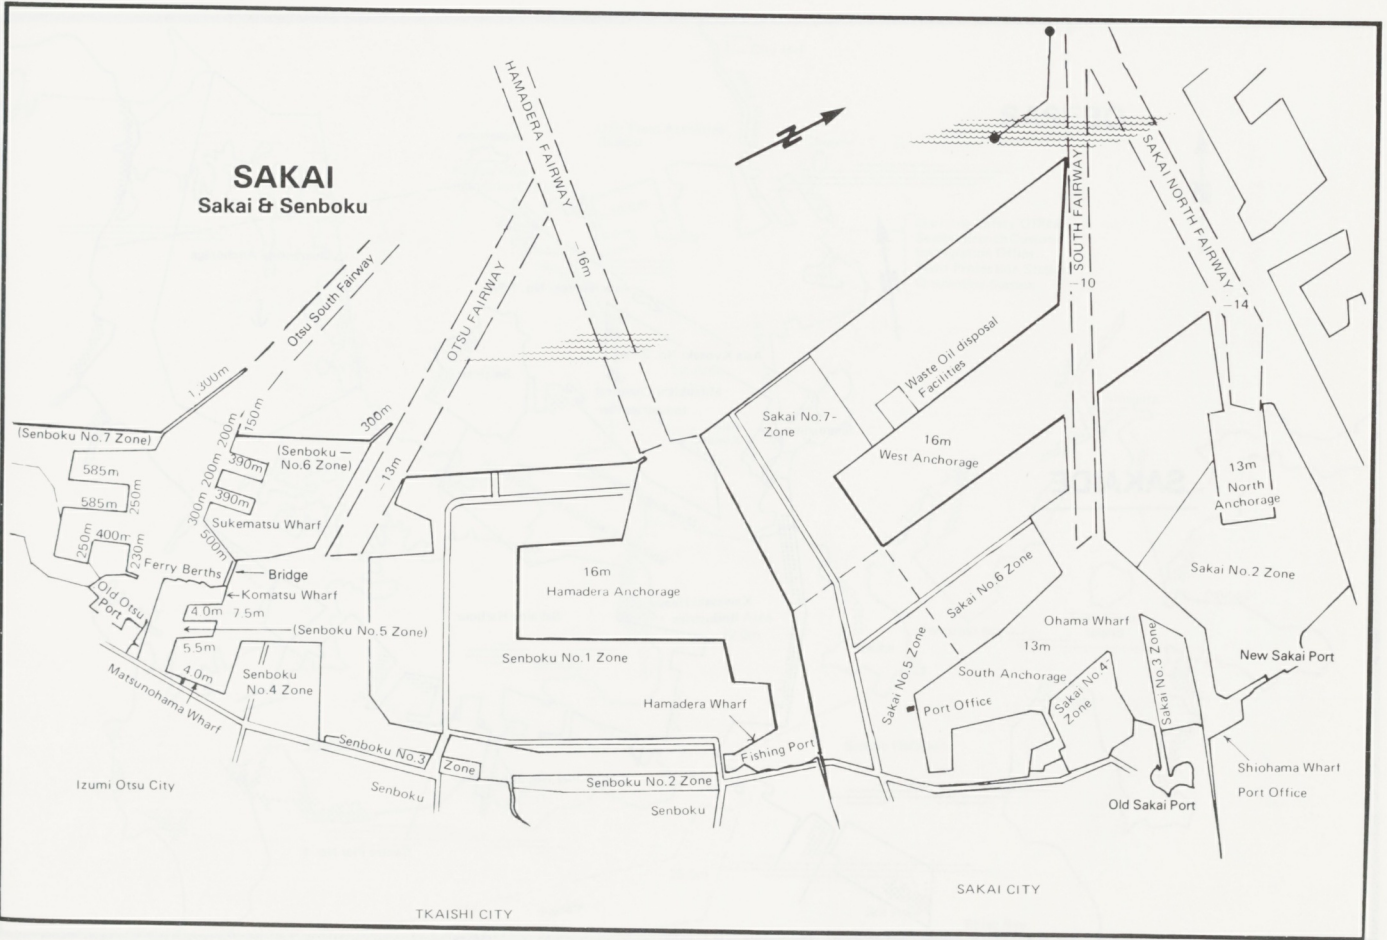 SAKAI
Sakai & Senboku
N
HAMADERA FAIRWAY
-16m
OTSU FAIRWAY
-13m
Otsu South Fairway
SOUTH FAIRWAY
-10
SAKAI NORTH FAIRWAY
-14
1,300m
(Senboku No.7 Zone)
585m
585m
250m
400m
250m
230m
150m
200m
390m
200m
390m
300m
500m
300m
(Senboku –
No.6 Zone)
Sukematsu Wharf
Ferry Berths
Bridge
Komatsu Wharf
Old Otsu
Port
4.0m
7.5m
(Senboku No.5 Zone)
5.5m
4.0m
Matsunohama Wharf
Senboku
No.4 Zone
Senboku No.3
Zone
Senboku
Izumi Otsu City
16m
Hamadera Anchorage
Senboku No.1 Zone
Hamadera Wharf
Fishing Port
Senboku No.2 Zone
Senboku
Sakai No.7-
Zone
Waste Oil disposal
Facilities
16m
West Anchorage
13m
North
Anchorage
Sakai No.2 Zone
Sakai No.6 Zone
Sakai No.5 Zone
Ohama Wharf
13m
South Anchorage
Port Office
Sakai No.4-
Zone
Sakai No.3 Zone
New Sakai Port
Shiohama Wharf
Port Office
Old Sakai Port
SAKAI CITY
TKAISHI CITY